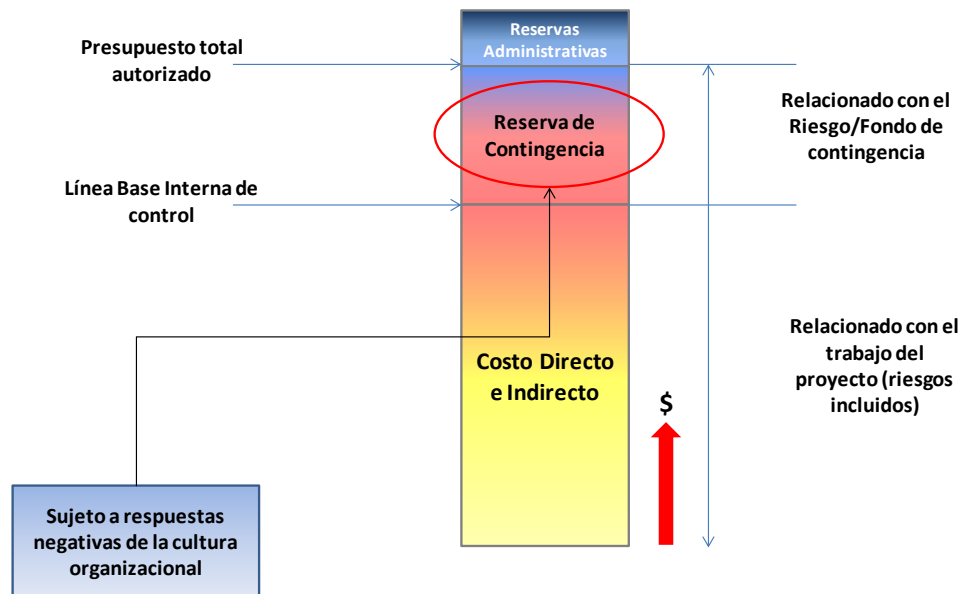 Reservas
Administrativas
Presupuesto total
autorizado
Reserva de
Contingencia
Relacionado con el
Riesgo/Fondo de
contingencia
Línea Base Interna de
control
Costo Directo
e Indirecto
$
Relacionado con el
trabajo del
proyecto (riesgos
incluidos)
Sujeto a respuestas
negativas de la cultura
organizacional